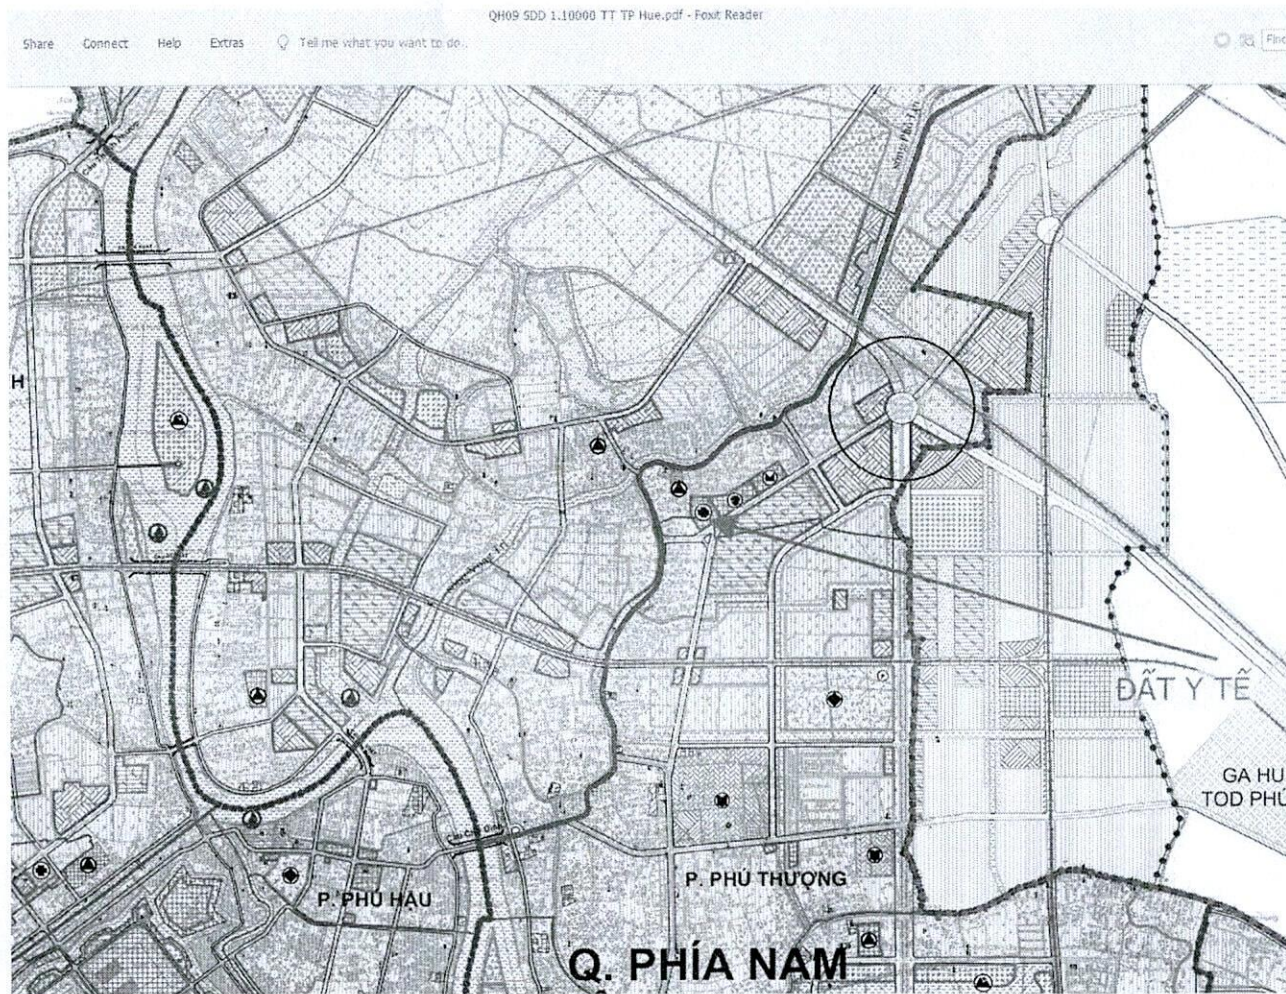 QH09 SDD 1.10000 TT TP Hue.pdf - Foxit Reader
Share Connect Help Extras Tell me what you want to do..
Find
H
ĐẤT Y TẾ
GA HU
TOD PHÚ
P. PHÚ THƯỢNG
P. PHÚ HẬU
Q. PHÍA NAM